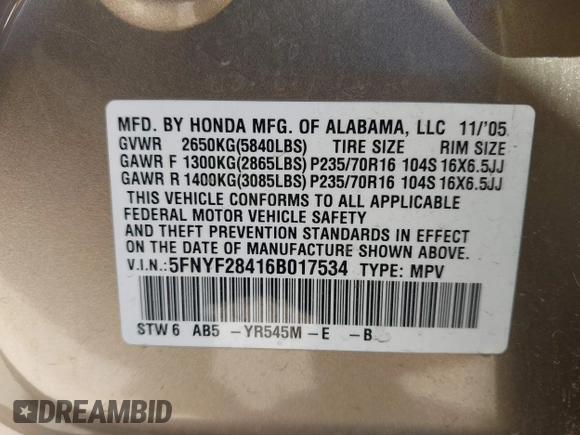 MFD. BY HONDA MFG. OF ALABAMA, LLC 11/'05
GVWR 2650KG(5840LBS) TIRE SIZE RIM SIZE
GAWR F 1300KG(2865LBS) P235/70R16 104S 16X6.5JJ
GAWR R 1400KG(3085LBS) P235/70R16 104S 16X6.5JJ
THIS VEHICLE CONFORMS TO ALL APPLICABLE
FEDERAL MOTOR VEHICLE SAFETY
AND THEFT PREVENTION STANDARDS IN EFFECT
ON THE DATE OF MANUFACTURE SHOWN ABOVE.
V.I.N.: 5FNYF28416B017534 TYPE: MPV
STW 6 AB5 -YR545M-E -B
DREAMBID